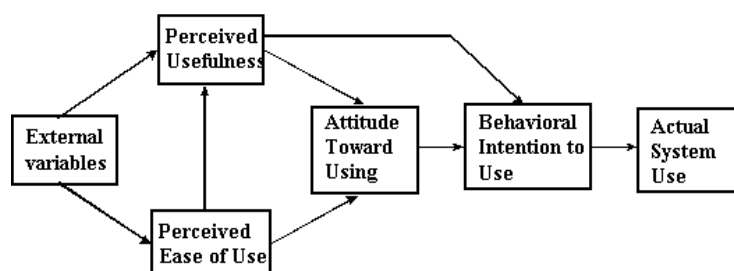 Perceived
Usefulness
External
variables
Attitude
Toward
Using
Behavioral
Intention to
Use
Actual
System
Use
Perceived
Ease of Use